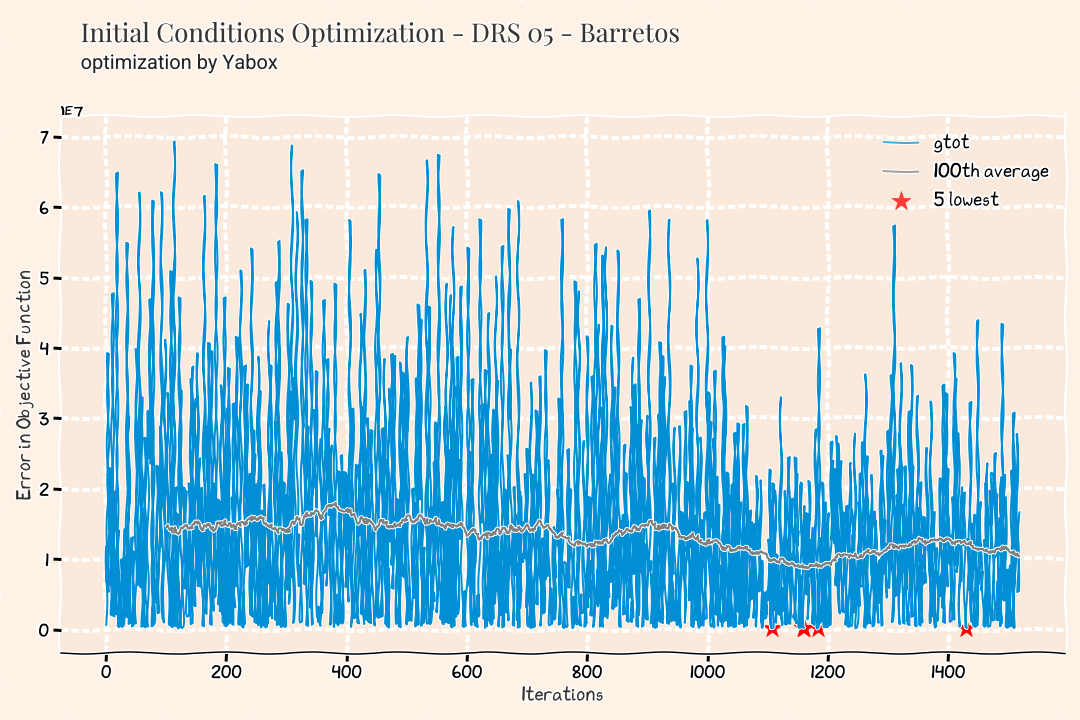 Initial Conditions Optimization - DRS 05 - Barretos
optimization by Yabox
1E7
7
6
5
4
3
2
1
0
Error in Objective Function
gtot
100th average
5 lowest
0 200 400 600 800 1000 1200 1400
Iterations